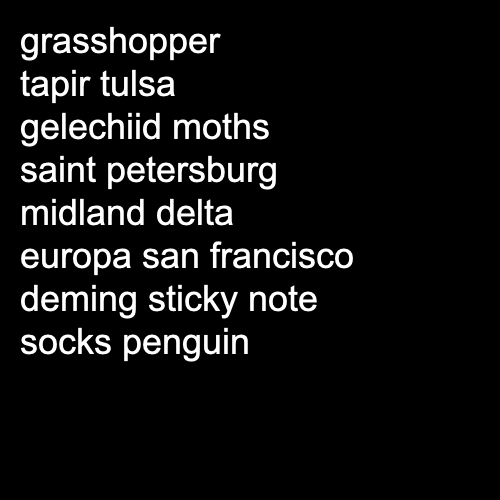 grasshopper
tapir tulsa
gelechiid moths
saint petersburg
midland delta
europa san francisco
deming sticky note
socks penguin